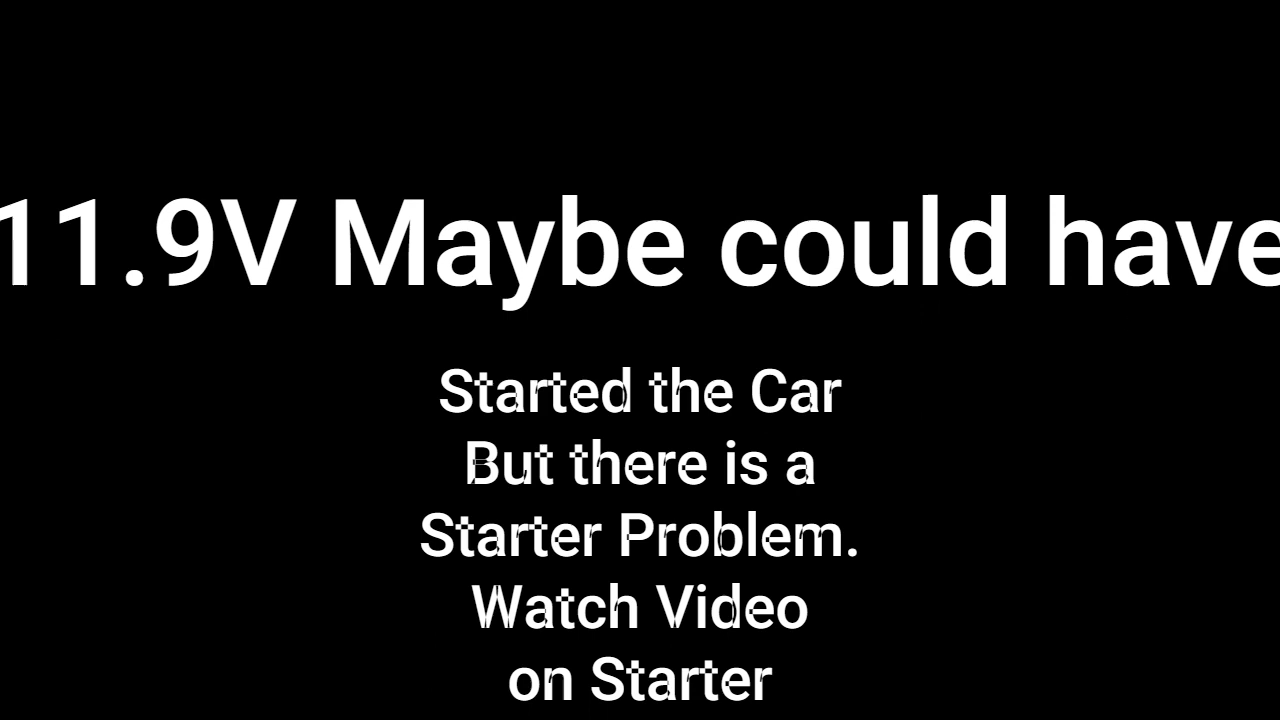 11.9V Maybe could have
Started the Car
But there is a
Starter Problem.
Watch Video
on Starter